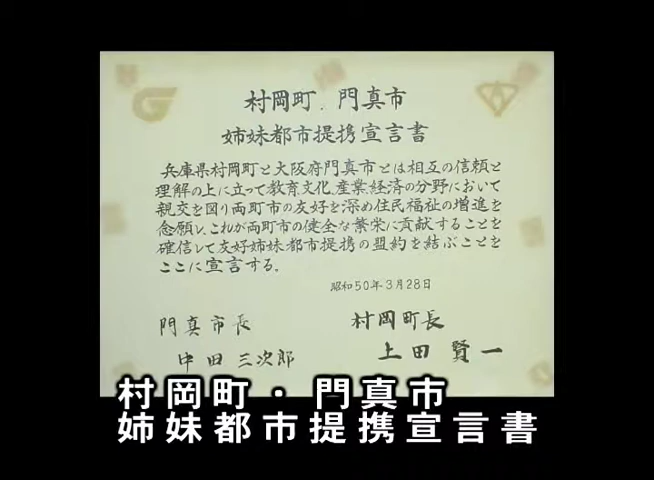 村岡町．門真市
姉妹都市提携宣言書
兵庫県村岡町と大阪府門真市とは相互の信頼と
理解の上に立って教育文化、産業経済の分野において
親交を図り両町市の友好を深め住民福祉の増進を
念願し、これが両町市の健全な繁栄に貢献することを
確信して友好姉妹都市提携の盟約を結ぶことを
ここに宣言する。
昭和50年3月28日
門真市長
中田三次郎
村岡町長
上田賢一
村岡町・門真市
姉妹都市提携宣言書